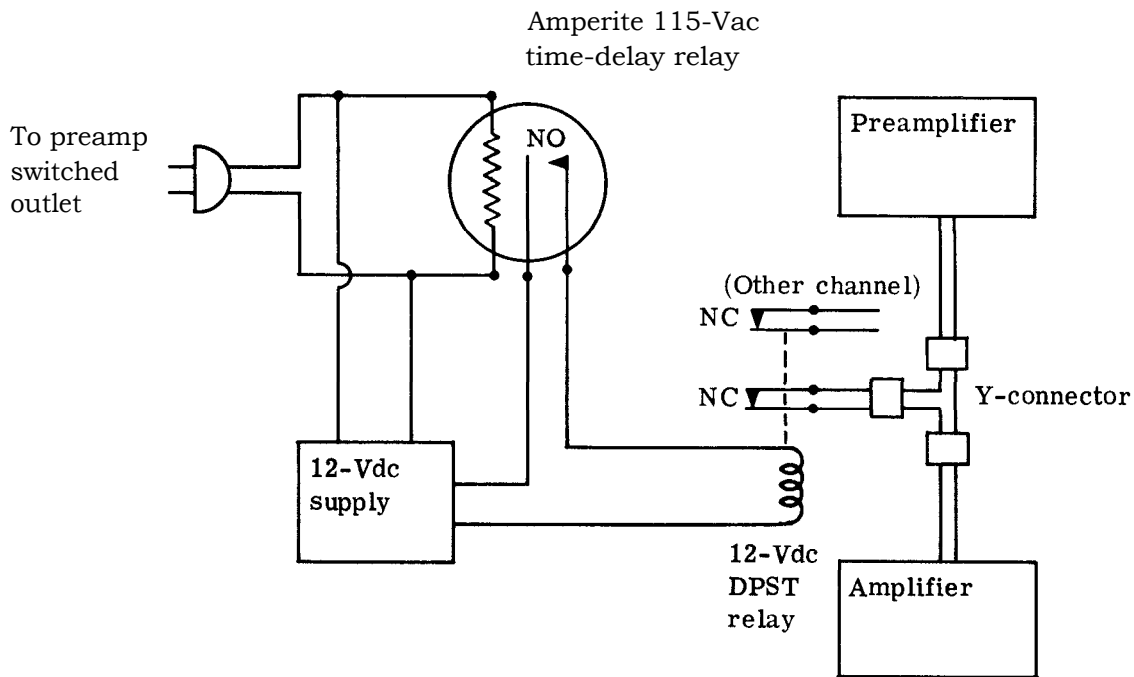 Amperite 115-Vac
time-delay relay
To preamp
switched
outlet
NO
Preamplifier
(Other channel)
NC
NC
Y-connector
12-Vdc
supply
12-Vdc
DPST
relay
Amplifier